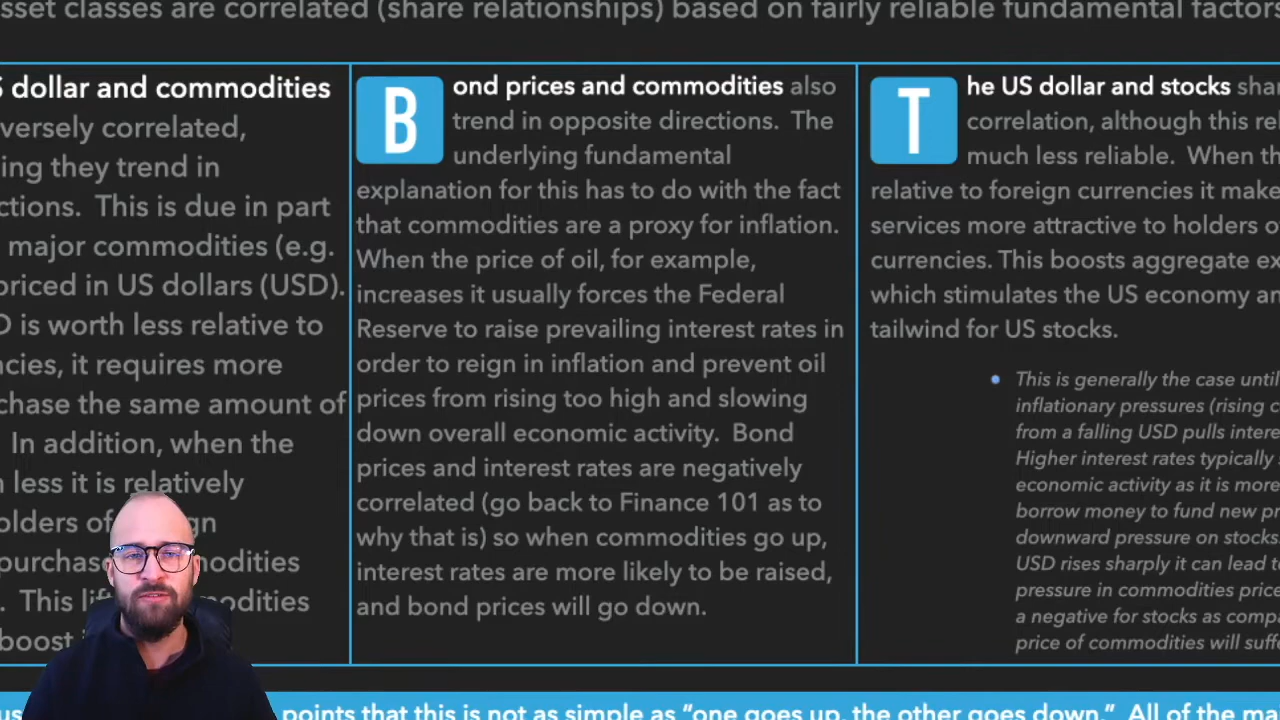 asset classes are correlated (share relationships) based on fairly reliable fundamental factors
dollar and commodities
versely correlated,
ing they trend in
ctions. This is due in part
major commodities (e.g.
priced in US dollars (USD).
D is worth less relative to
ncies, it requires more
chase the same amount of
In addition, when the
less it is relatively
olders of
purchase
. This
boost
Bond prices and commodities also
trend in opposite directions. The
underlying fundamental
explanation for this has to do with the fact
that commodities are a proxy for inflation.
When the price of oil, for example,
increases it usually forces the Federal
Reserve to raise prevailing interest rates in
order to reign in inflation and prevent oil
prices from rising too high and slowing
down overall economic activity. Bond
prices and interest rates are negatively
correlated (go back to Finance 101 as to
why that is) so when commodities go up,
interest rates are more likely to be raised,
and bond prices will go down.
The US dollar and stocks shar
correlation, although this rel
much less reliable. When th
relative to foreign currencies it make
services more attractive to holders o
currencies. This boosts aggregate ex
which stimulates the US economy an
tailwind for US stocks.
• This is generally the case until
inflationary pressures (rising c
from a falling USD pulls intere
Higher interest rates typically
economic activity as it is more
borrow money to fund new pr
downward pressure on stocks.
USD rises sharply it can lead t
pressure in commodities price
a negative for stocks as comp
price of commodities will suffe
points that this is not as simple as “one goes up, the other goes down.” All of the ma